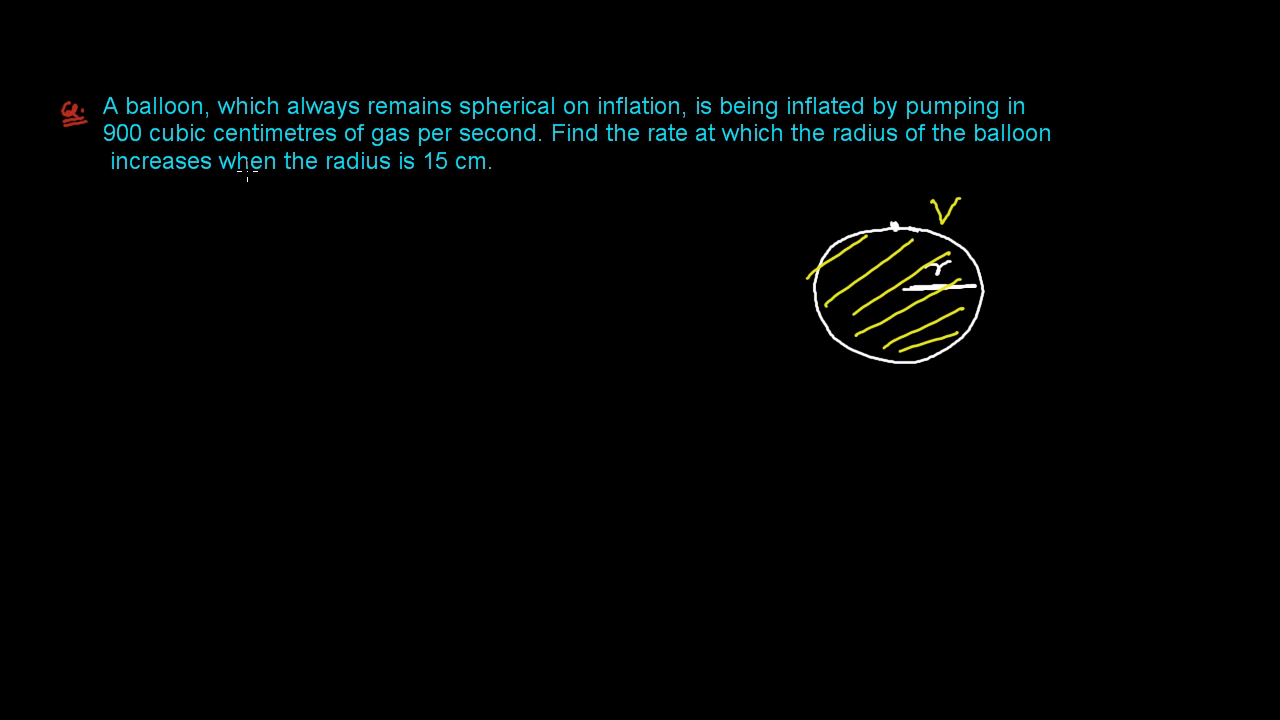 Q. A balloon, which always remains spherical on inflation, is being inflated by pumping in
900 cubic centimetres of gas per second. Find the rate at which the radius of the balloon
increases when the radius is 15 cm.
V
r